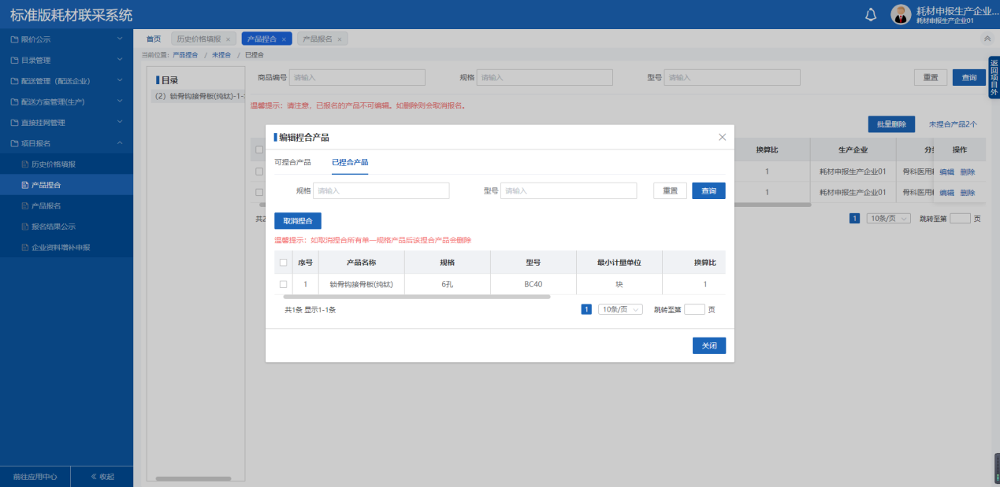 标准版耗材联采系统
耗材申报生产企业...
耗材申报生产企业01
限价公示
目录管理
配送管理（配送企业）
配送方案管理(生产)
直接挂网管理
项目报名
历史价格填报
产品捏合
产品报名
报名结果公示
企业资料增补申报
前往应用中心
收起
首页 历史价格填报 × 产品捏合 × 产品报名 ×
当前位置: 产品捏合 / 未捏合 / 已捏合
返回项目外
目录
(2) 锁骨钩接骨板(纯钛)-1-
商品编号 请输入 规格 请输入 型号 请输入 重置 查询
温馨提示：请注意，已报名的产品不可编辑。如删除则会取消报名。
批量删除 未捏合产品2个
换算比 生产企业 操作
1 耗材申报生产企业01 骨科医用 编辑 删除
1 耗材申报生产企业01 骨科医用 编辑 删除
1 10条/页 跳转至第 页
编辑捏合产品
可捏合产品 已捏合产品
规格 请输入 型号 请输入 重置 查询
取消捏合
温馨提示：如取消捏合所有单一规格产品后该捏合产品会删除
序号 产品名称 规格 型号 最小计量单位 换算比
1 锁骨钩接骨板(纯钛) 6孔 BC40 块 1
共1条 显示1-1条 1 10条/页 跳转至第 页
关闭